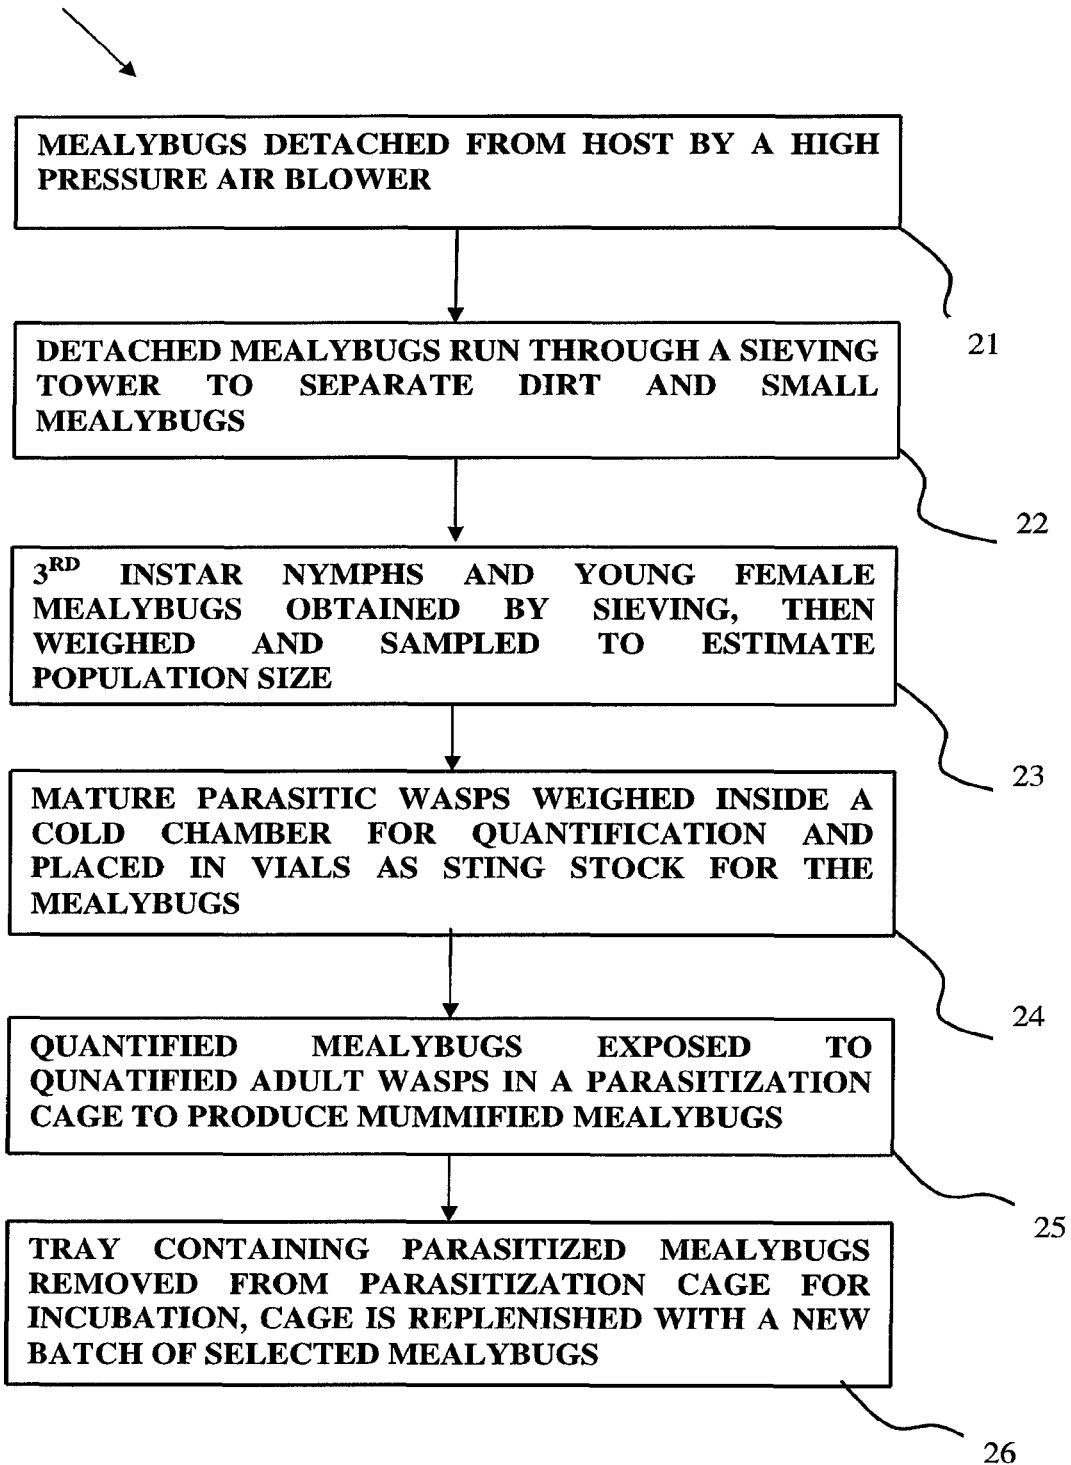 MEALYBUGS DETACHED FROM HOST BY A HIGH
PRESSURE AIR BLOWER
21
DETACHED MEALYBUGS RUN THROUGH A SIEVING
TOWER TO SEPARATE DIRT AND SMALL
MEALYBUGS
22
3RD INSTAR NYMPHS AND YOUNG FEMALE
MEALYBUGS OBTAINED BY SIEVING, THEN
WEIGHED AND SAMPLED TO ESTIMATE
POPULATION SIZE
23
MATURE PARASITIC WASPS WEIGHED INSIDE A
COLD CHAMBER FOR QUANTIFICATION AND
PLACED IN VIALS AS STING STOCK FOR THE
MEALYBUGS
24
QUANTIFIED MEALYBUGS EXPOSED TO
QUNATIFIED ADULT WASPS IN A PARASITIZATION
CAGE TO PRODUCE MUMMIFIED MEALYBUGS
25
TRAY CONTAINING PARASITIZED MEALYBUGS
REMOVED FROM PARASITIZATION CAGE FOR
INCUBATION, CAGE IS REPLENISHED WITH A NEW
BATCH OF SELECTED MEALYBUGS
26